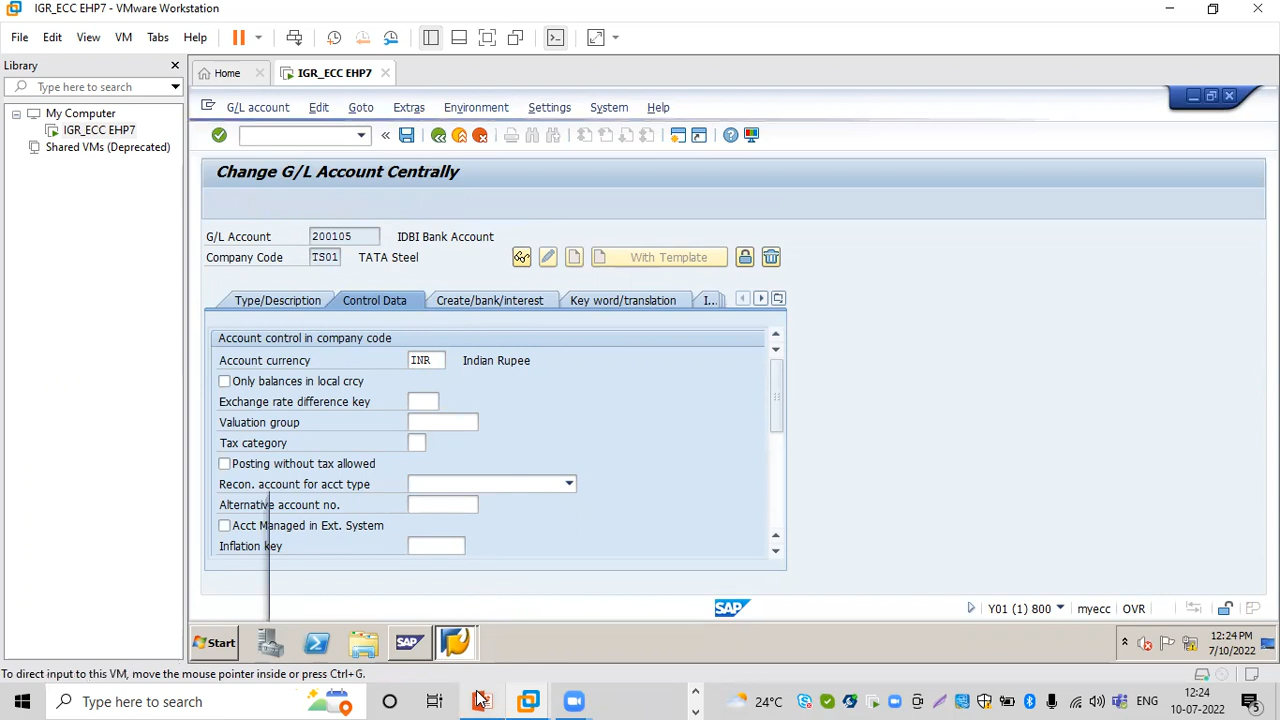 IGR_ECC EHP7 - VMware Workstation
File Edit View VM Tabs Help
Library
Type here to search
My Computer
IGR_ECC EHP7
Shared VMs (Deprecated)
Home
IGR_ECC EHP7
G/L account Edit Goto Extras Environment Settings System Help
Change G/L Account Centrally
G/L Account 200105 IDBI Bank Account
Company Code TS01 TATA Steel
With Template
Type/Description Control Data Create/bank/interest Key word/translation I...
Account control in company code
Account currency INR Indian Rupee
Only balances in local crcy
Exchange rate difference key
Valuation group
Tax category
Posting without tax allowed
Recon. account for acct type
Alternative account no.
Acct Managed in Ext. System
Inflation key
SAP
Y01 (1) 800 myecc OVR
Start
SAP
12:24 PM
7/10/2022
To direct input to this VM, move the mouse pointer inside or press Ctrl+G.
Type here to search
24°C
ENG
12:24
10-07-2022
5